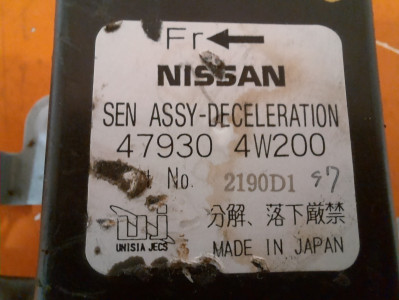 Fr←
NISSAN
SEN ASSY-DECELERATION
47930 4W200
t No. 2190D1 97
分解、落下厳禁
UNISIA JECS
MADE IN JAPAN